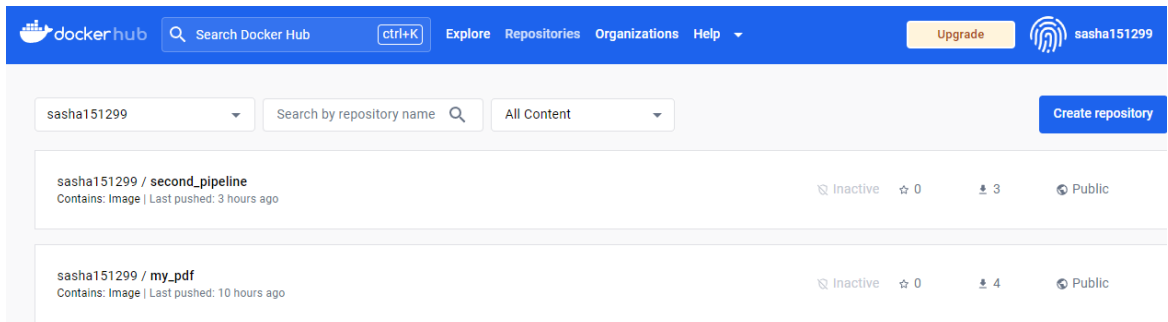 dockerhub Search Docker Hub ctrl+K Explore Repositories Organizations Help Upgrade sasha151299
sasha151299 Search by repository name All Content Create repository
sasha151299 / second_pipeline
Contains: Image | Last pushed: 3 hours ago
Inactive 0 3 Public
sasha151299 / my_pdf
Contains: Image | Last pushed: 10 hours ago
Inactive 0 4 Public